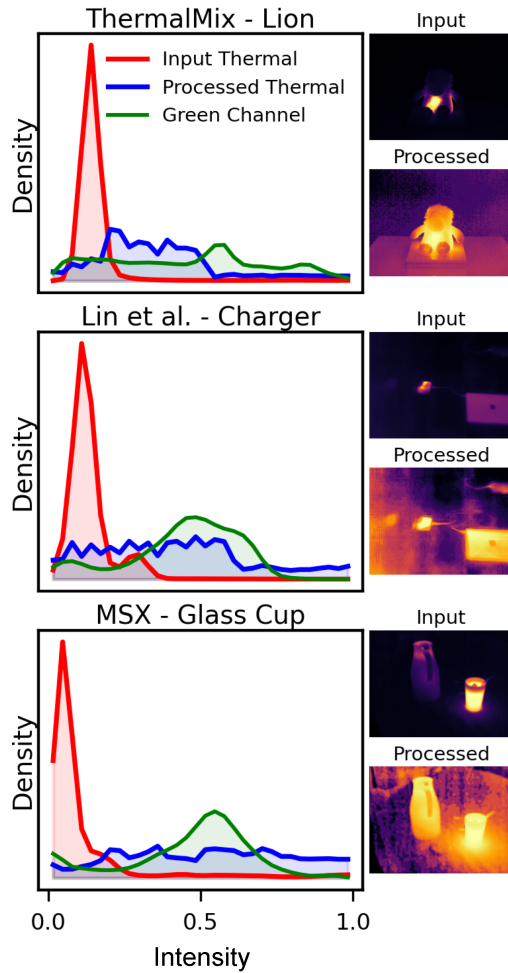 ThermalMix - Lion
Input
Input Thermal
Processed Thermal
Green Channel
Density
Processed
Lin et al. - Charger
Input
Density
Processed
MSX - Glass Cup
Input
Density
Processed
0.0
0.5
1.0
Intensity